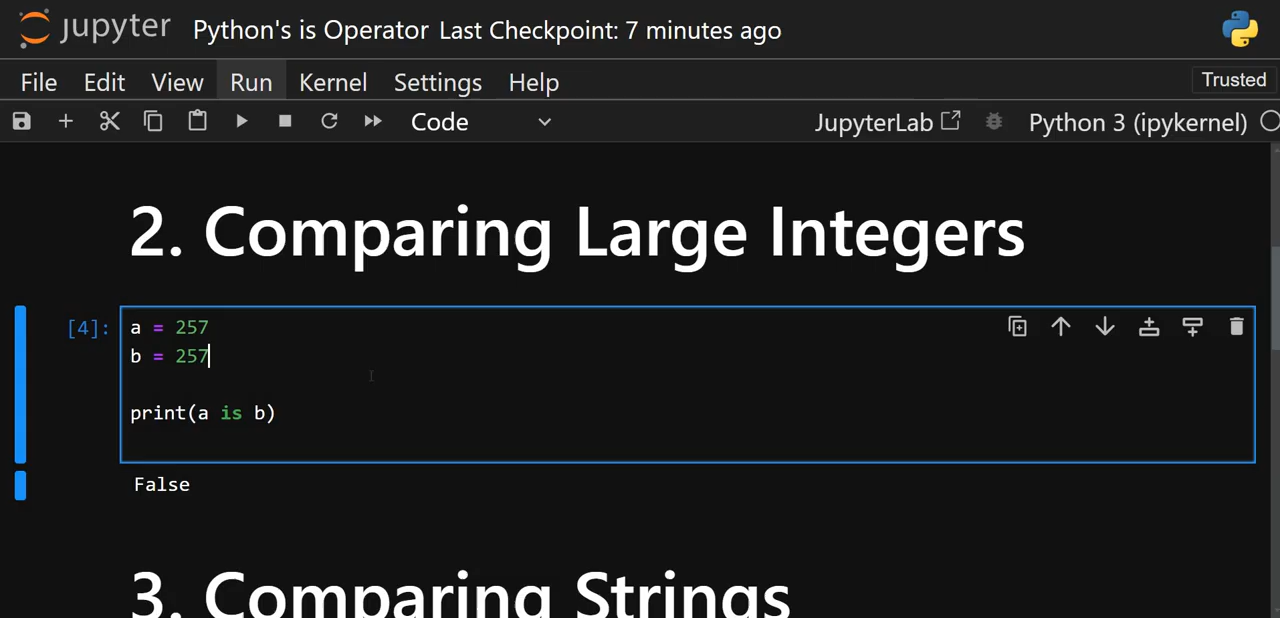 jupyter Python's is Operator Last Checkpoint: 7 minutes ago
File Edit View Run Kernel Settings Help Trusted
Code JupyterLab Python 3 (ipykernel)
2. Comparing Large Integers
[4]: a = 257
b = 257
print(a is b)
False
3. Comparing Strings